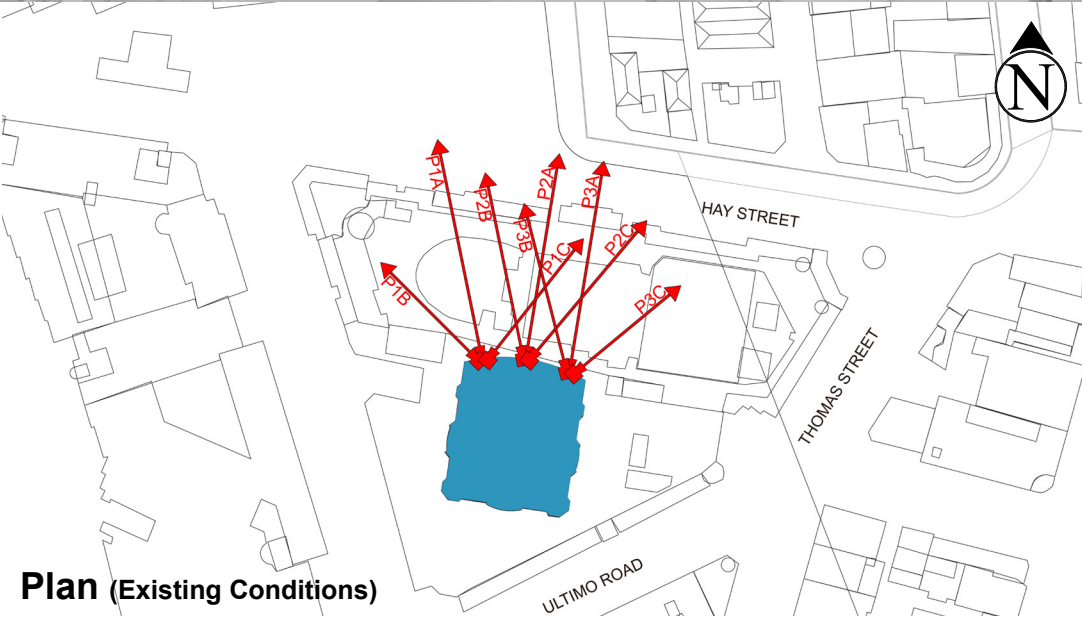 N
P1A
P2B
P2A
P3A
P3B
P1C
P2C
P1B
P3C
HAY STREET
THOMAS STREET
ULTIMO ROAD
Plan (Existing Conditions)